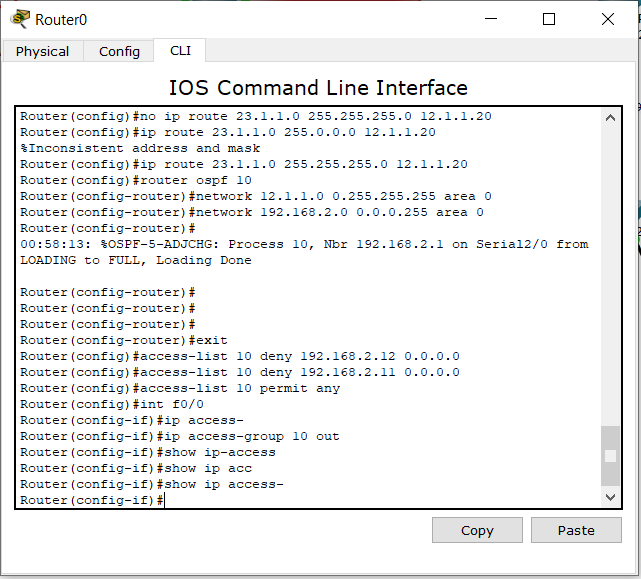 Router0
Physical Config CLI
IOS Command Line Interface
Router(config)#no ip route 23.1.1.0 255.255.255.0 12.1.1.20
Router(config)#ip route 23.1.1.0 255.0.0.0 12.1.1.20
%Inconsistent address and mask
Router(config)#ip route 23.1.1.0 255.255.255.0 12.1.1.20
Router(config)#router ospf 10
Router(config-router)#network 12.1.1.0 0.255.255.255 area 0
Router(config-router)#network 192.168.2.0 0.0.0.255 area 0
Router(config-router)#
00:58:13: %OSPF-5-ADJCHG: Process 10, Nbr 192.168.2.1 on Serial2/0 from
LOADING to FULL, Loading Done
Router(config-router)#
Router(config-router)#
Router(config-router)#
Router(config-router)#exit
Router(config)#access-list 10 deny 192.168.2.12 0.0.0.0
Router(config)#access-list 10 deny 192.168.2.11 0.0.0.0
Router(config)#access-list 10 permit any
Router(config)#int f0/0
Router(config-if)#ip access-
Router(config-if)#ip access-group 10 out
Router(config-if)#show ip-access
Router(config-if)#show ip acc
Router(config-if)#show ip access-
Router(config-if)#
Copy Paste